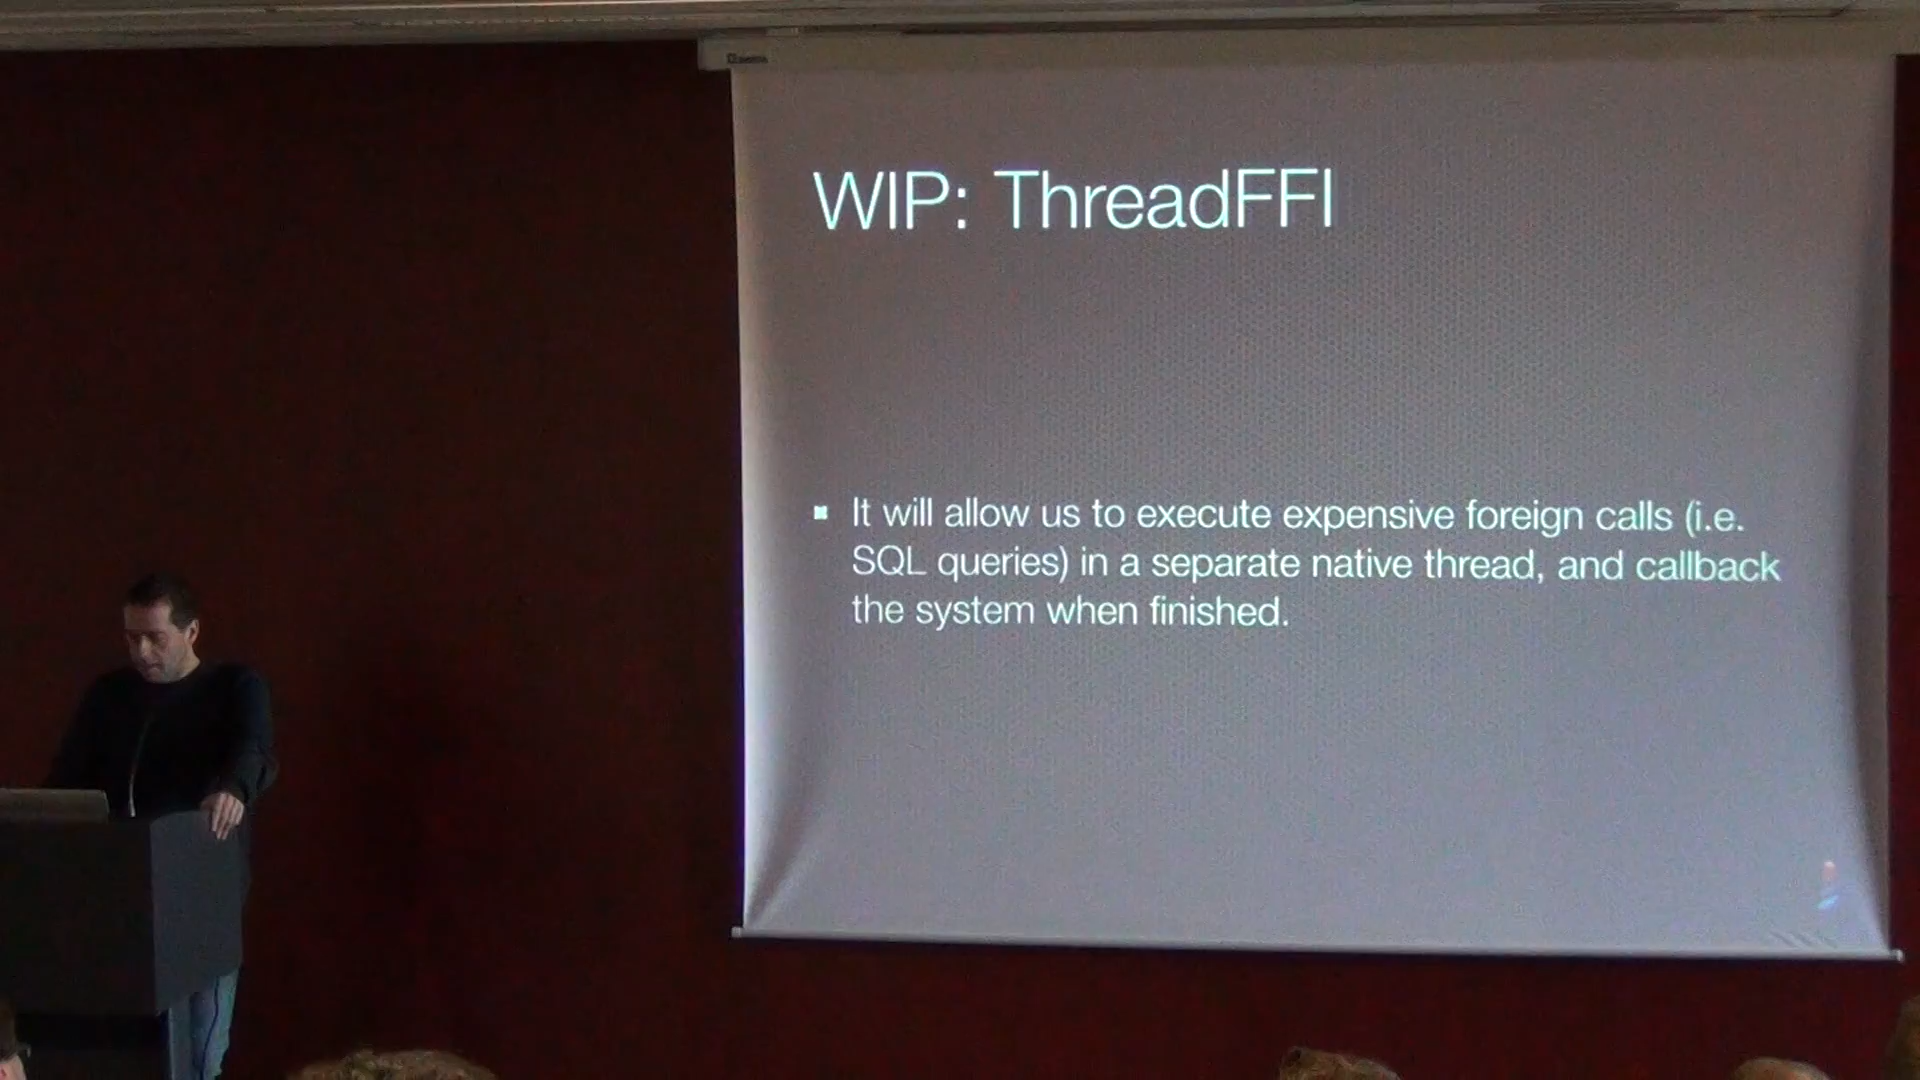 WIP: ThreadFFI
▪ It will allow us to execute expensive foreign calls (i.e.
SQL queries) in a separate native thread, and callback
the system when finished.